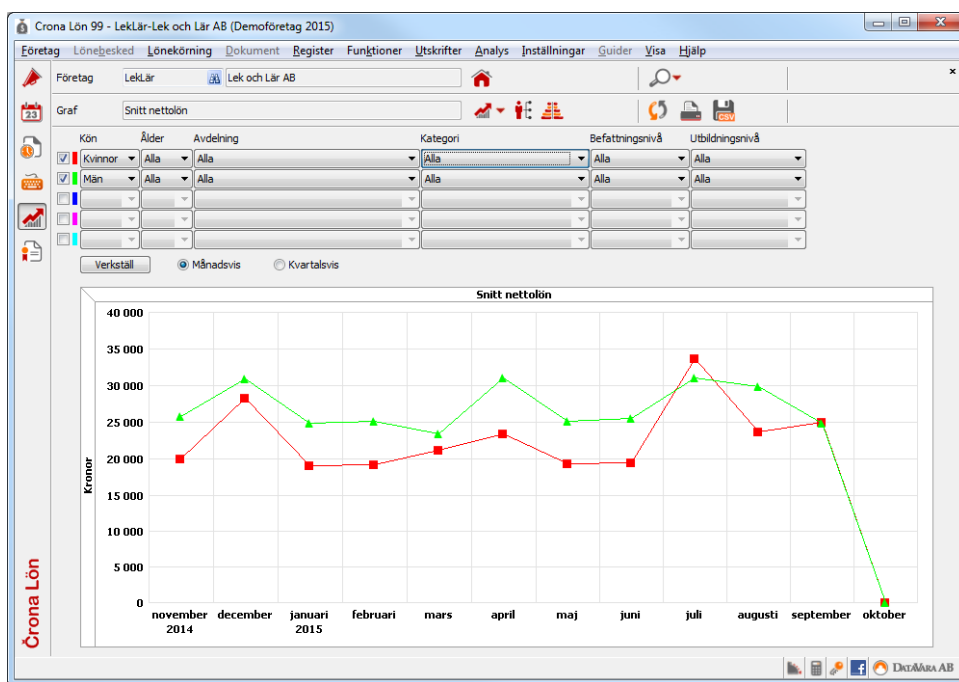 Crona Lön 99 - LekLär-Lek och Lär AB (Demoföretag 2015)
Företag Lönebesked Lönekörning Dokument Register Funktioner Utskrifter Analys Inställningar Guider Visa Hjälp
Företag LekLär Lek och Lär AB
23 Graf Snitt nettolön CSV
Kön Ålder Avdelning Kategori Befattningsnivå Utbildningsnivå
Kvinnor Alla Alla Alla Alla Alla
Män Alla Alla Alla Alla Alla
Verkställ Månadsvis Kvartalsvis
Snitt nettolön
40 000
35 000
30 000
25 000
20 000
15 000
10 000
5 000
0
Kronor
november december januari februari mars april maj juni juli augusti september oktober
2014 2015
Crona Lön
f DATAVARA AB